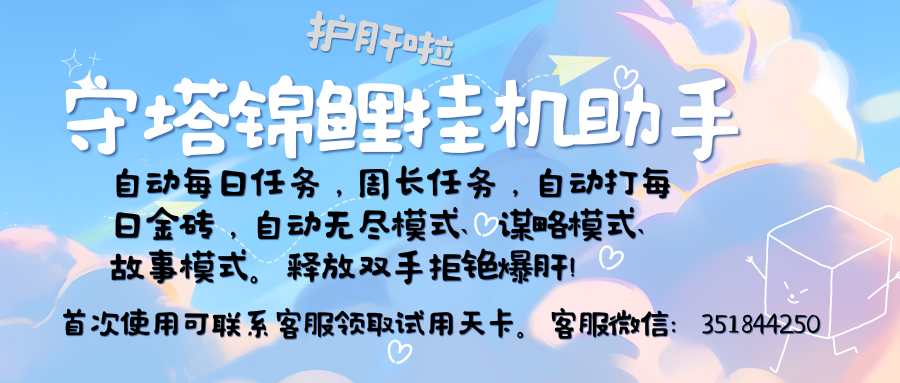 护肝啦
守塔锦鲤挂机助手
自动每日任务，周长任务，自动打每
日金砖，自动无尽模式、谋略模式、
故事模式。释放双手拒绝爆肝！
首次使用可联系客服领取试用天卡。客服微信：351844250